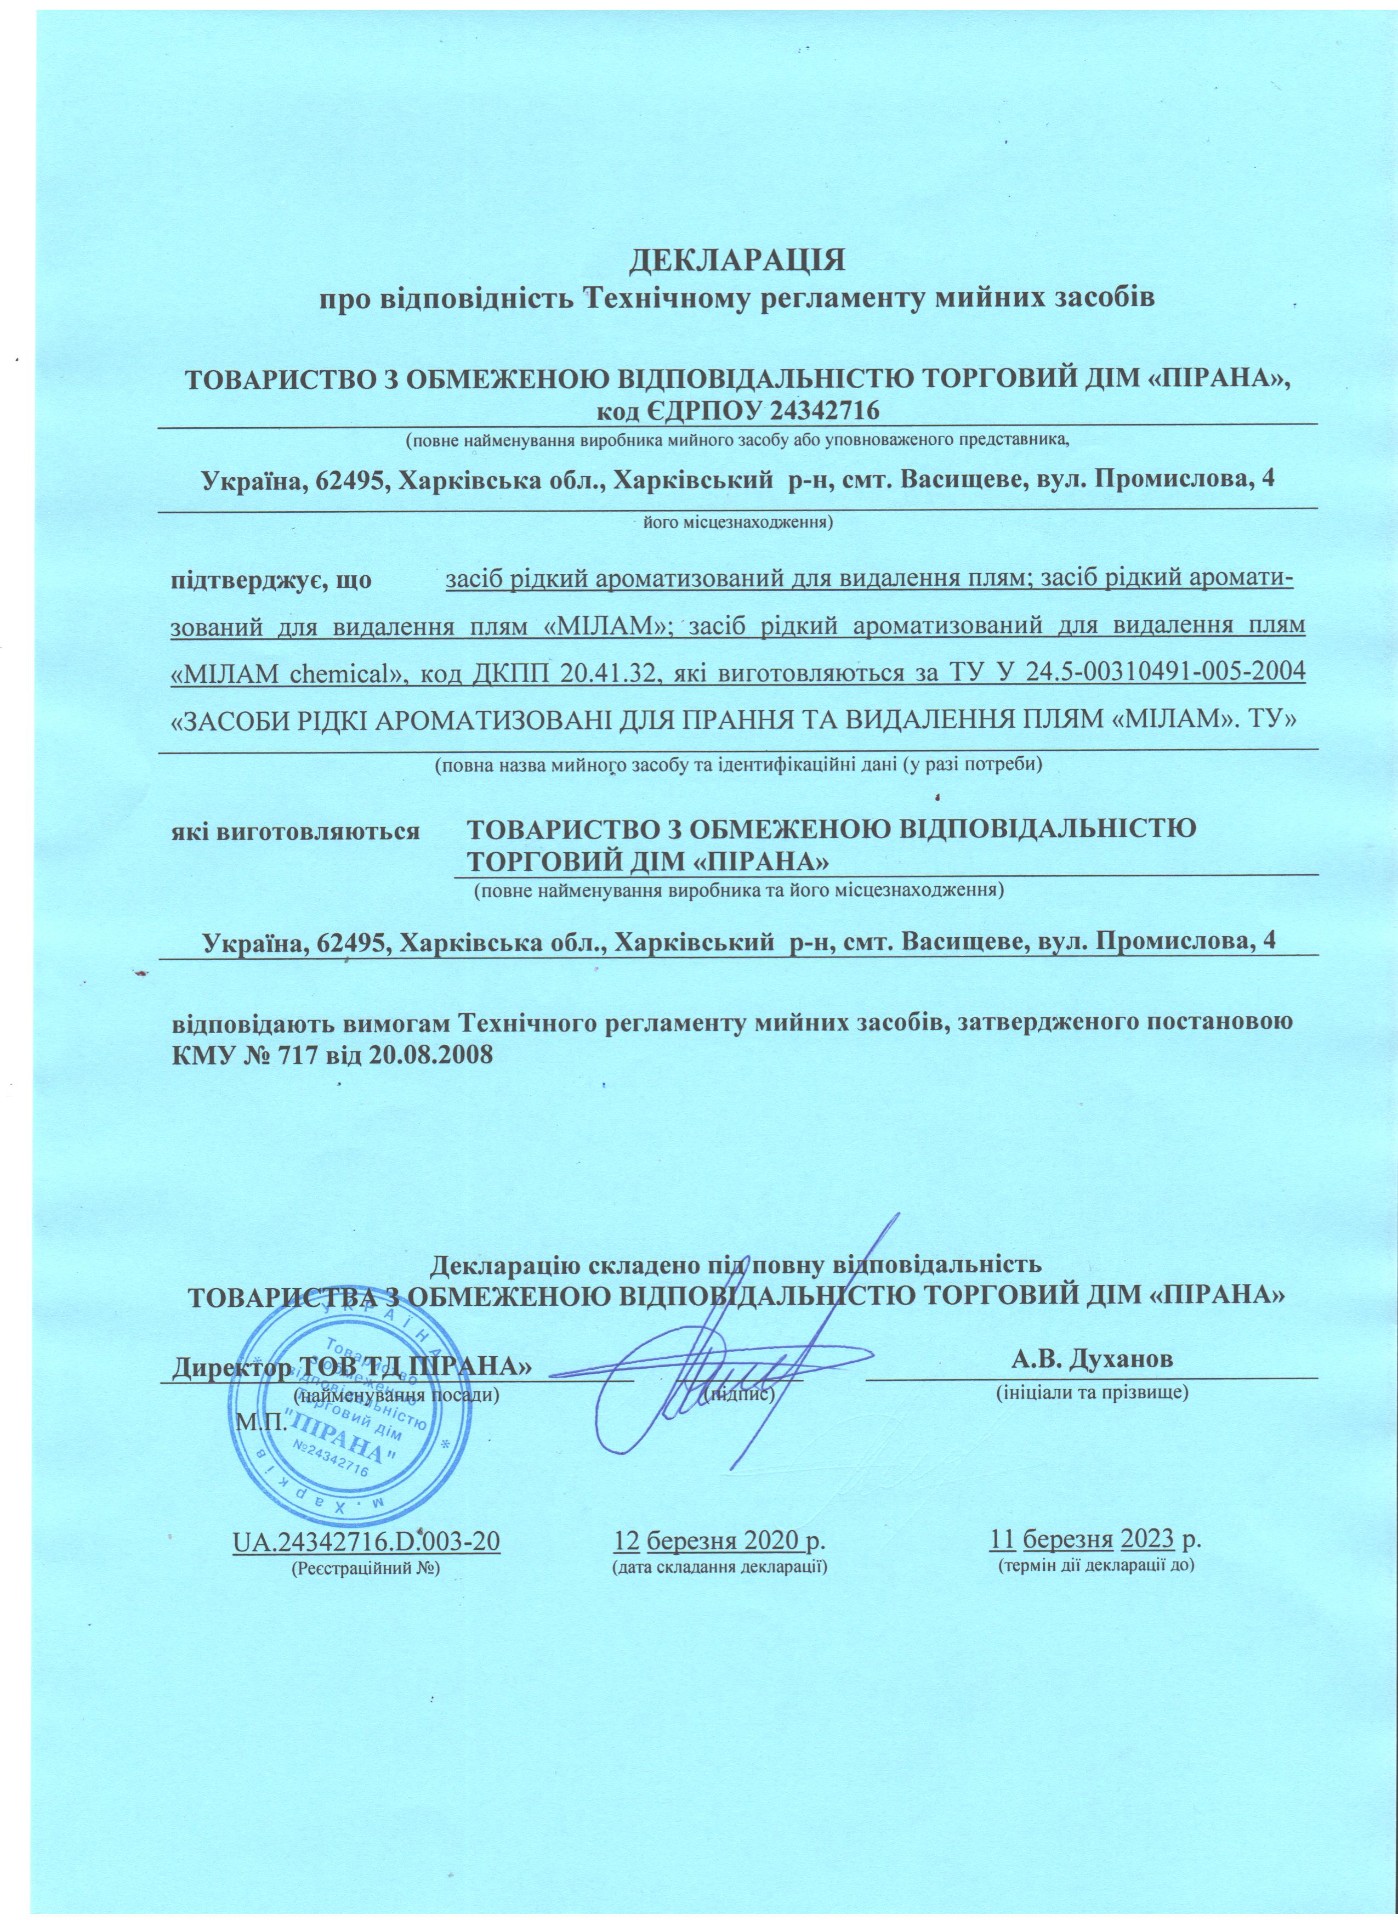 ДЕКЛАРАЦІЯ
про відповідність Технічному регламенту мийних засобів
ТОВАРИСТВО З ОБМЕЖЕНОЮ ВІДПОВІДАЛЬНІСТЮ ТОРГОВИЙ ДІМ «ПІРАНА»,
код ЄДРПОУ 24342716
(повне найменування виробника мийного засобу або уповноваженого представника,
Україна, 62495, Харківська обл., Харківський р-н, смт. Васищеве, вул. Промислова, 4
його місцезнаходження)
підтверджує, що засіб рідкий ароматизований для видалення плям; засіб рідкий аромати-
зований для видалення плям «МІЛАМ»; засіб рідкий ароматизований для видалення плям
«МІЛАМ chemical», код ДКПП 20.41.32, які виготовляються за ТУ У 24.5-00310491-005-2004
«ЗАСОБИ РІДКІ АРОМАТИЗОВАНІ ДЛЯ ПРАННЯ ТА ВИДАЛЕННЯ ПЛЯМ «МІЛАМ». ТУ»
(повна назва мийного засобу та ідентифікаційні дані (у разі потреби)
які виготовляються ТОВАРИСТВО З ОБМЕЖЕНОЮ ВІДПОВІДАЛЬНІСТЮ
ТОРГОВИЙ ДІМ «ПІРАНА»
(повне найменування виробника та його місцезнаходження)
Україна, 62495, Харківська обл., Харківський р-н, смт. Васищеве, вул. Промислова, 4
відповідають вимогам Технічного регламенту мийних засобів, затвердженого постановою
КМУ № 717 від 20.08.2008
Декларацію складено під повну відповідальність
ТОВАРИСТВА З ОБМЕЖЕНОЮ ВІДПОВІДАЛЬНІСТЮ ТОРГОВИЙ ДІМ «ПІРАНА»
Директор ТОВ ТД ПІРАНА» А.В. Духанов
(найменування посади) (підпис) (ініціали та прізвище)
М.П.
УКРАЇНА
Товариство
з обмеженою
відповідальністю
Торговий дім
"ПІРАНА"
№24342716
м.Харків
UA.24342716.D.003-20 12 березня 2020 р. 11 березня 2023 р.
(Реєстраційний №) (дата складання декларації) (термін дії декларації до)